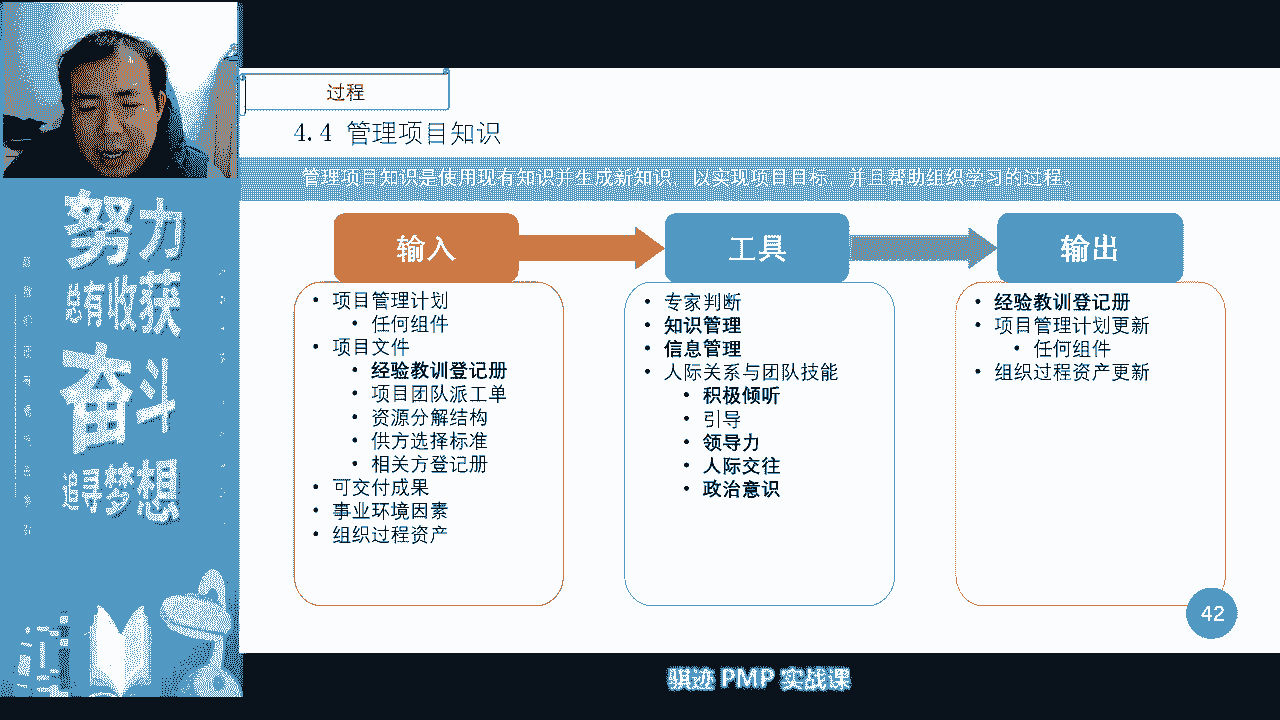 努力
总有收获
奋斗
追寻梦想
过程
4.4 管理项目知识
管理项目知识是使用现有知识并生成新知识，以实现项目目标，并且帮助组织学习的过程。
输入
• 项目管理计划
• 任何组件
• 项目文件
• 经验教训登记册
• 项目团队派工单
• 资源分解结构
• 供方选择标准
• 相关方登记册
• 可交付成果
• 事业环境因素
• 组织过程资产
工具
• 专家判断
• 知识管理
• 信息管理
• 人际关系与团队技能
• 积极倾听
• 引导
• 领导力
• 人际交往
• 政治意识
输出
• 经验教训登记册
• 项目管理计划更新
• 任何组件
• 组织过程资产更新
42
骐迹 PMP 实战课